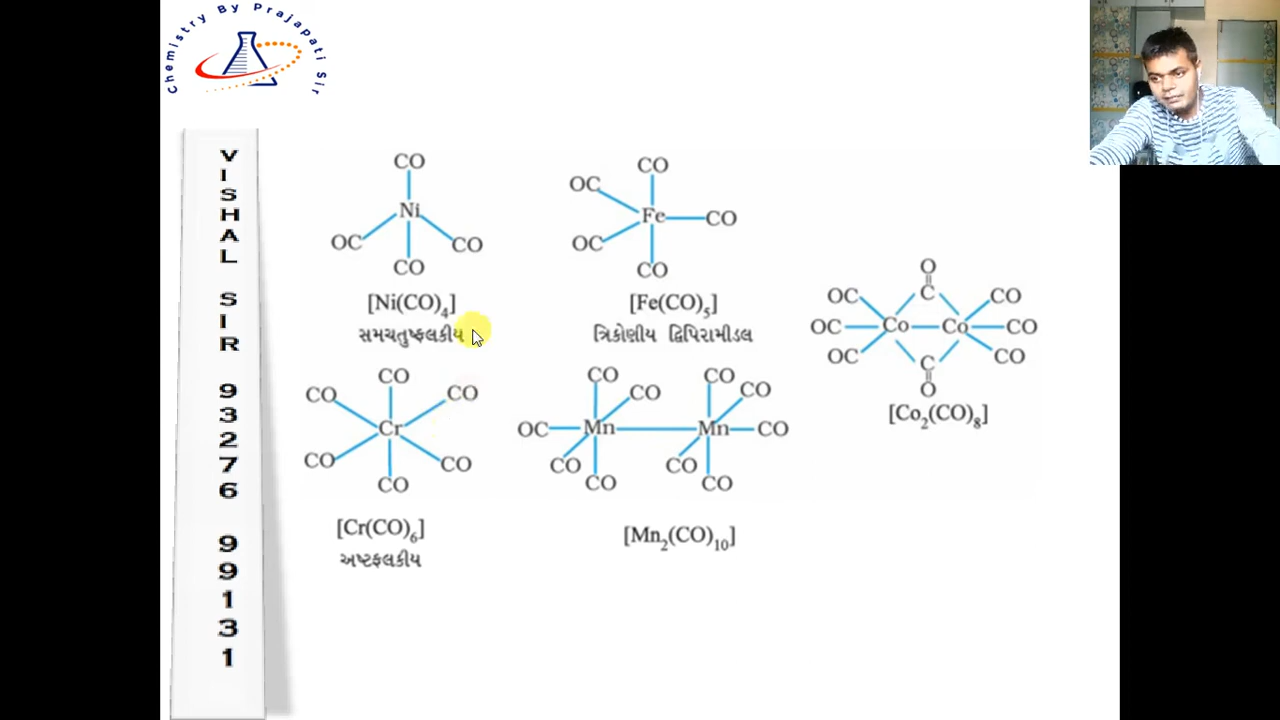 Chemistry By Prajapati Sir
VISHAL SIR 93276 99131
CO
Ni
OC
CO
CO
[Ni(CO)4]
સમચતુષ્ફલકીય
CO
OC
Fe
CO
OC
CO
[Fe(CO)5]
ત્રિકોણીય દ્વિપિરામીડલ
O
C
OC
CO
OC
Co
Co
CO
OC
CO
C
O
[Co2(CO)8]
CO
CO
CO
Cr
CO
CO
CO
[Cr(CO)6]
અષ્ટફલકીય
CO
CO
CO
CO
OC
Mn
Mn
CO
CO
CO
CO
CO
[Mn2(CO)10]